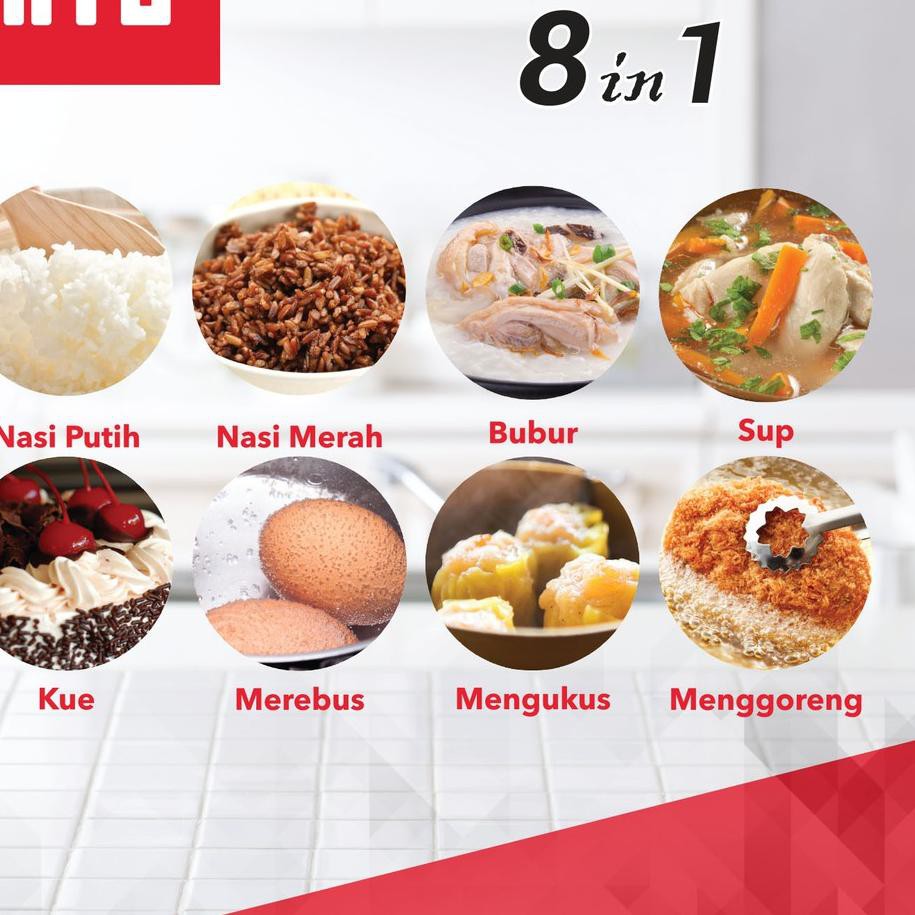 8 in 1
Nasi Putih
Nasi Merah
Bubur
Sup
Kue
Merebus
Mengukus
Menggoreng